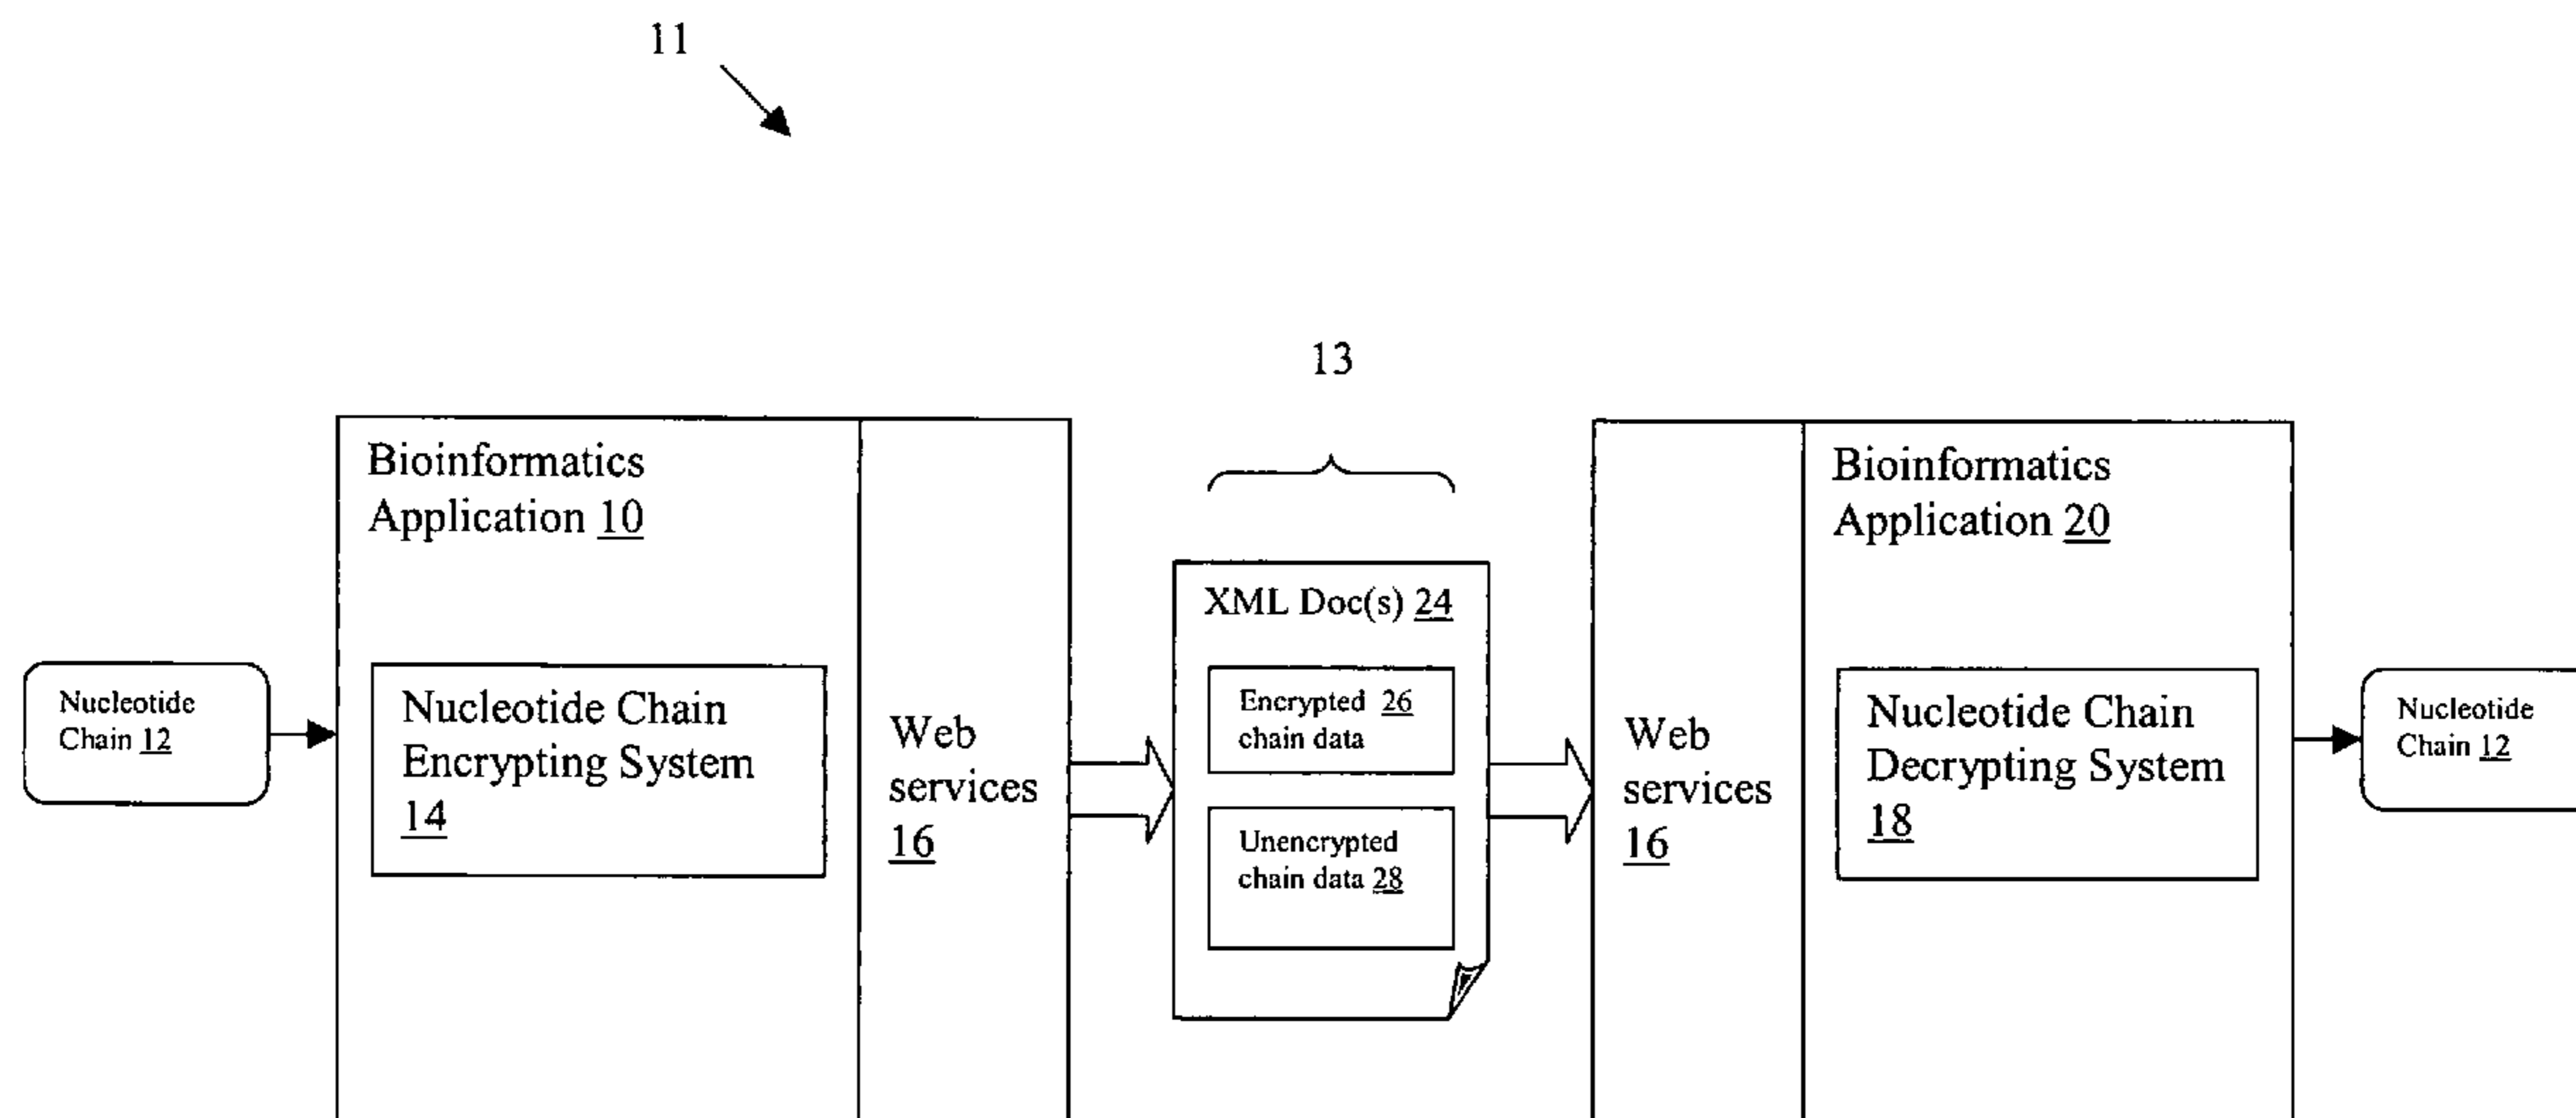 11
13
Nucleotide
Chain 12
Bioinformatics
Application 10
Nucleotide Chain
Encrypting System
14
Web
services
16
XML Doc(s) 24
Encrypted 26
chain data
Unencrypted
chain data 28
Web
services
16
Bioinformatics
Application 20
Nucleotide Chain
Decrypting System
18
Nucleotide
Chain 12